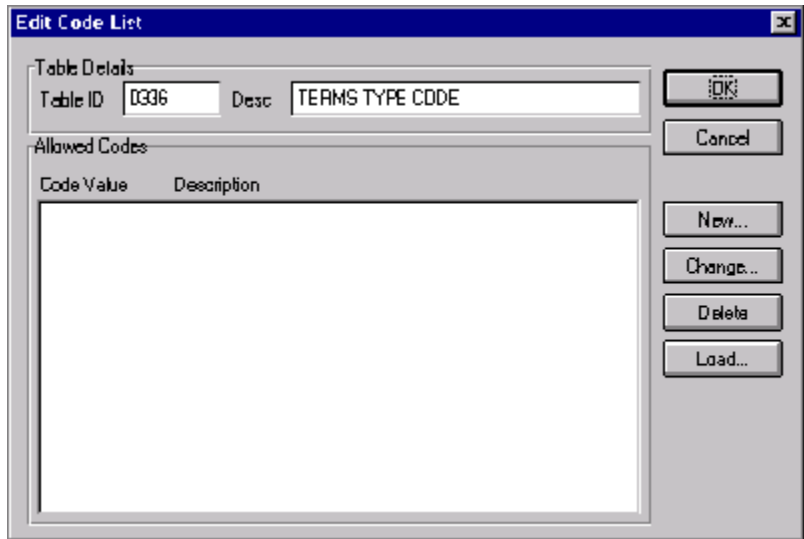 Edit Code List
Table Details
Table ID D336 Desc TERMS TYPE CODE
OK
Cancel
Allowed Codes
Code Value Description
New...
Change...
Delete
Load...